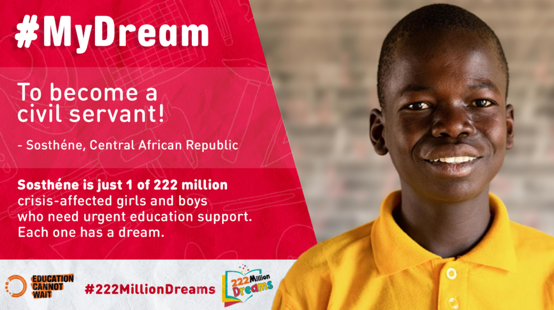 #MyDream
To become a
civil servant!
- Sosthéne, Central African Republic
Sosthéne is just 1 of 222 million
crisis-affected girls and boys
who need urgent education support.
Each one has a dream.
EDUCATION
CANNOT
WAIT
#222MillionDreams
222 Million
Dreams